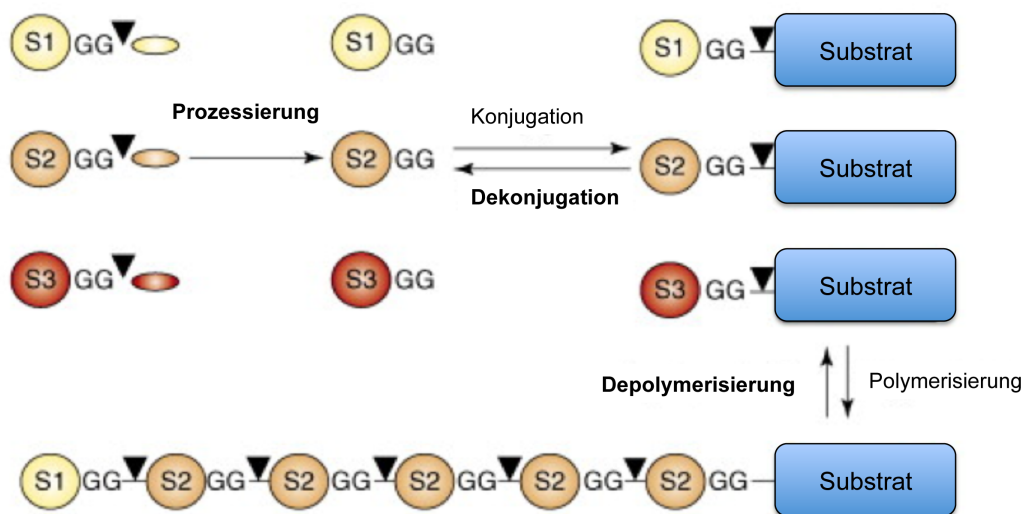 S1 GG S1 GG S1 GG Substrat
Prozessierung Konjugation
S2 GG S2 GG S2 GG Substrat
Dekonjugation
S3 GG S3 GG S3 GG Substrat
Depolymerisierung Polymerisierung
S1 GG S2 GG S2 GG S2 GG S2 GG S2 GG Substrat